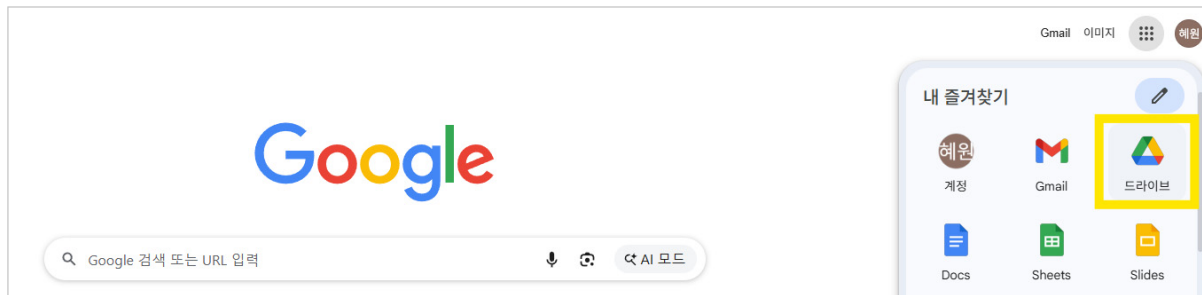 Gmail 이미지 혜원
내 즐겨찾기
Google
혜원
계정 Gmail 드라이브
Google 검색 또는 URL 입력 AI 모드
Docs Sheets Slides